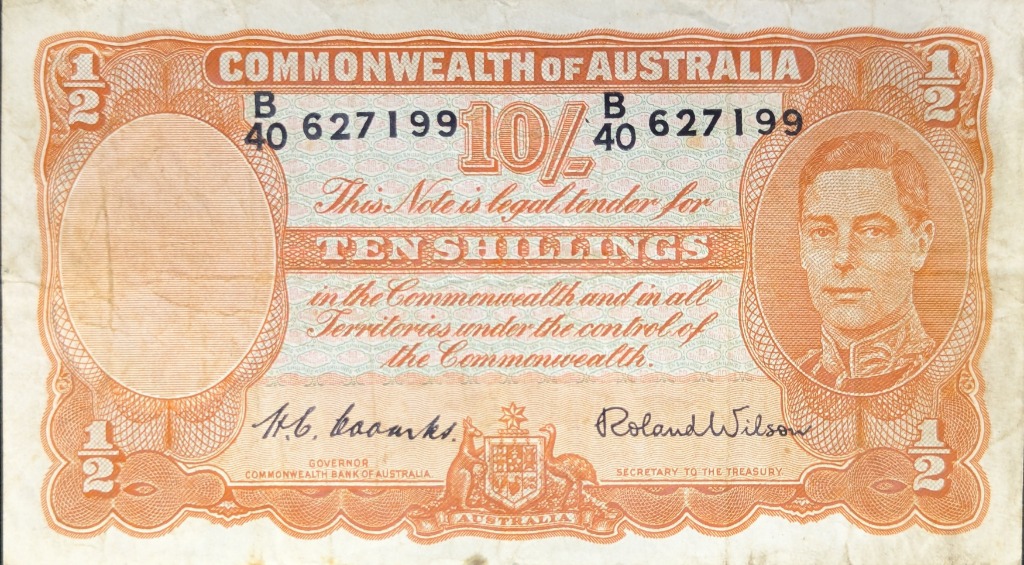 1/2 COMMONWEALTH OF AUSTRALIA 1/2
B/40 627199 10/- B/40 627199
This Note is legal tender for
TEN SHILLINGS
in the Commonwealth and in all
Territories under the control of
the Commonwealth.
H.C. Coombs. Roland Wilson
1/2 GOVERNOR 1/2
COMMONWEALTH BANK OF AUSTRALIA. SECRETARY TO THE TREASURY.
AUSTRALIA